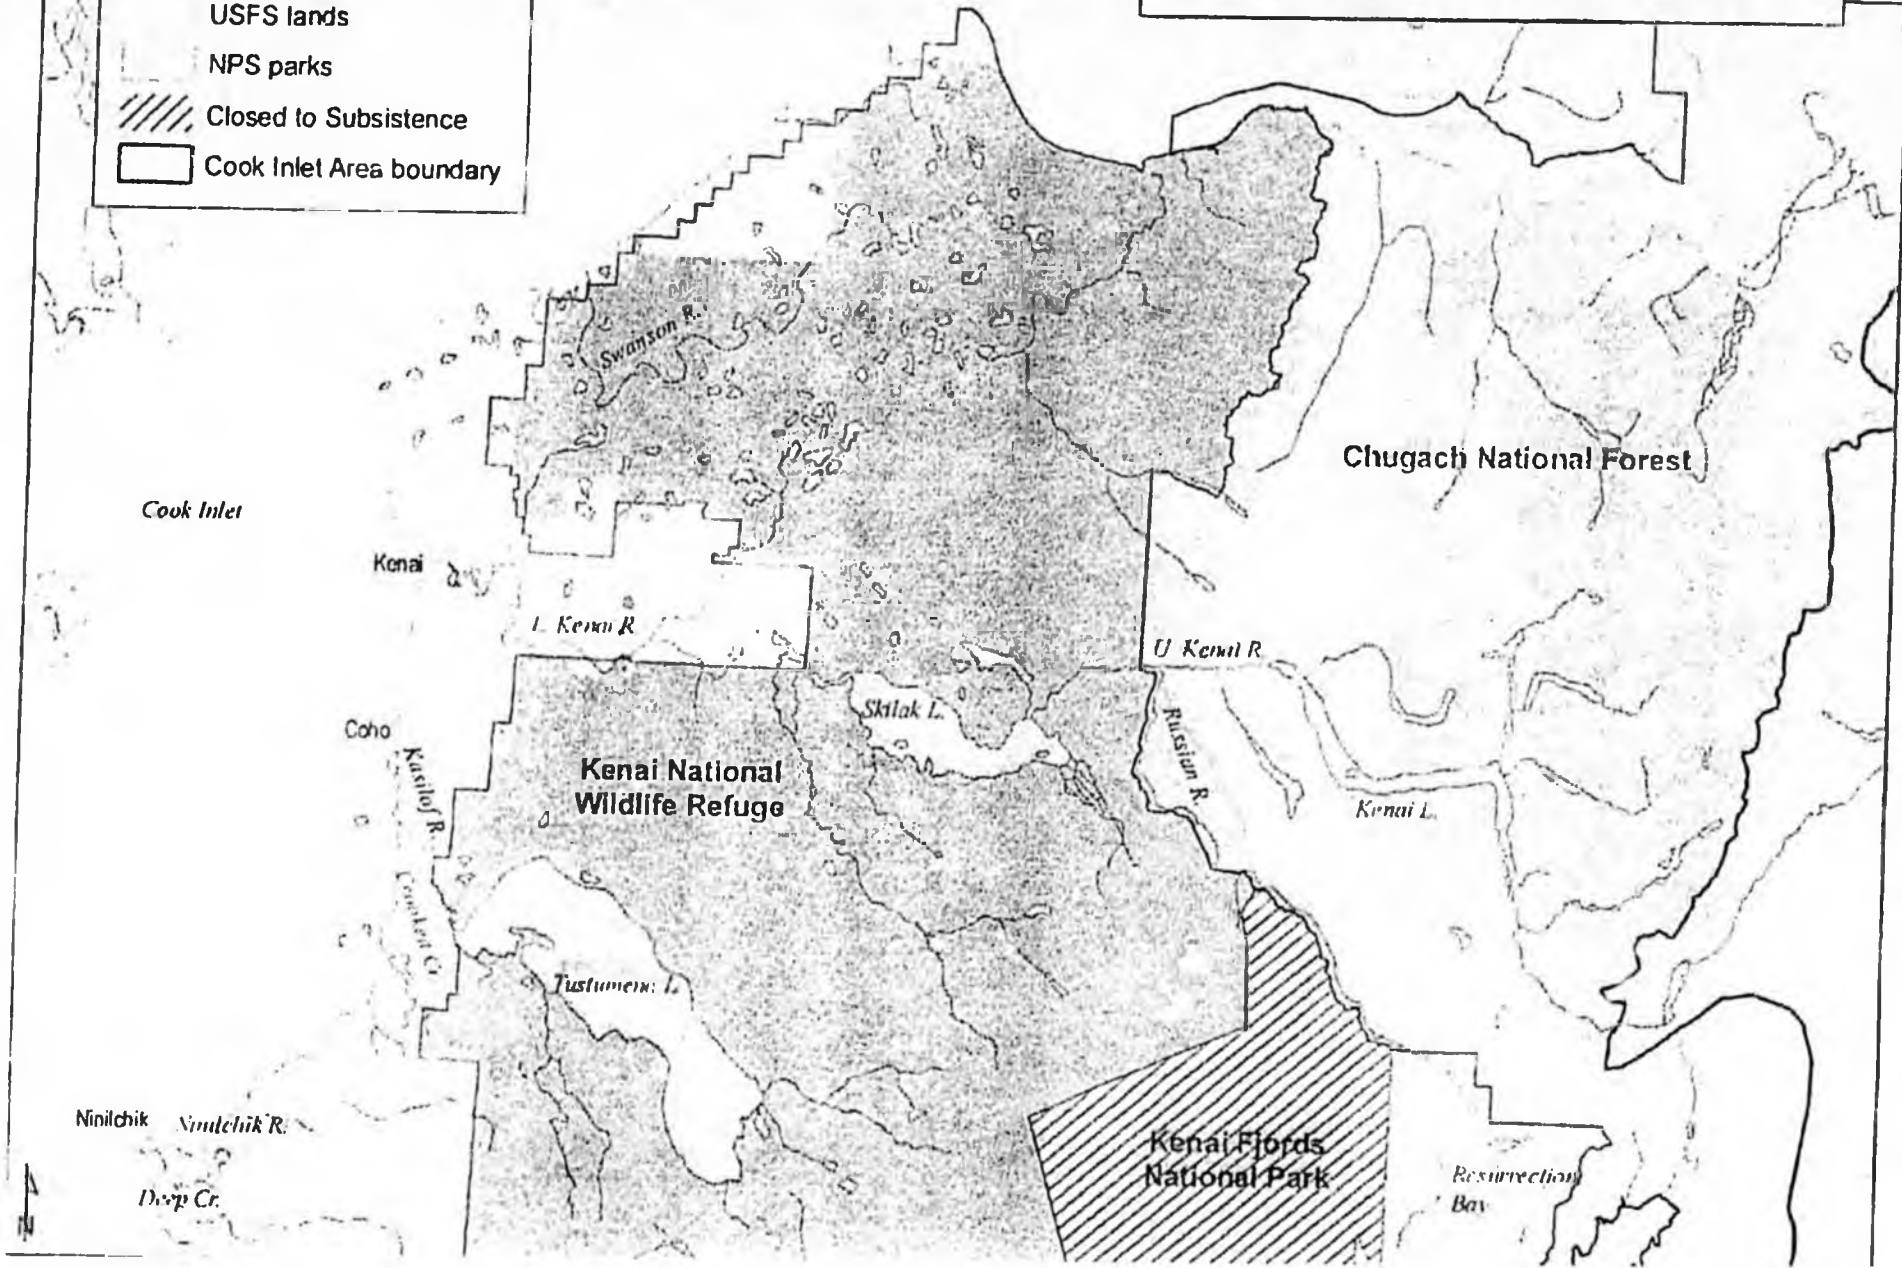 USFS lands
NPS parks
Closed to Subsistence
Cook Inlet Area boundary
Swanson R.
Chugach National Forest
Cook Inlet
Kenai
L. Kenai R
U. Kenai R.
Skilak L.
Russian R.
Coho
Kasilof R.
Kenai National
Wildlife Refuge
Kenai L.
Crooked Cr
Tustumena L.
Ninilchik
Ninilchik R.
Deep Cr.
Kenai Fjords
National Park
Resurrection
Bay
N